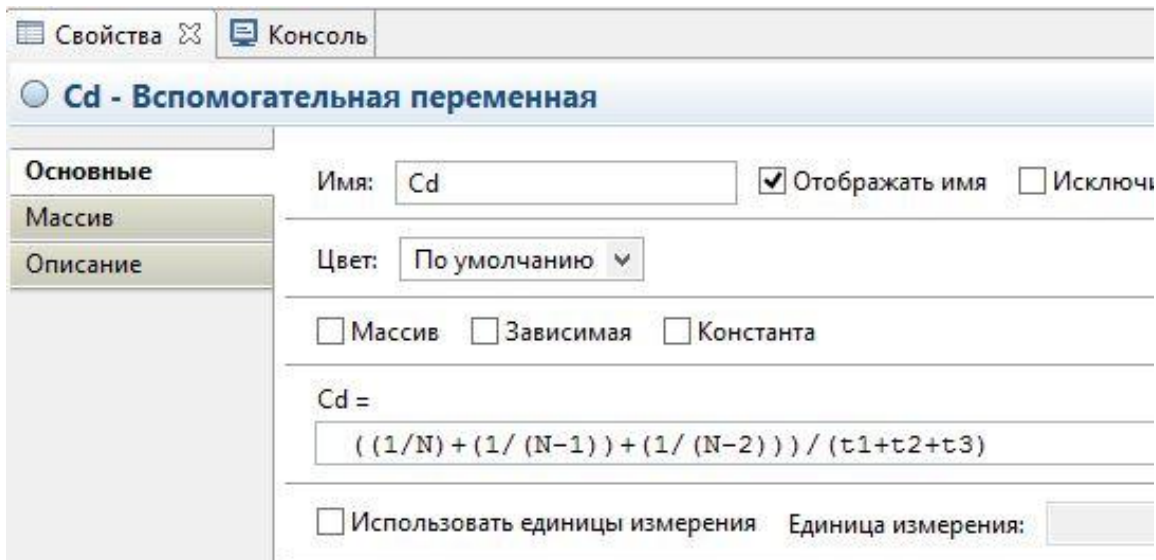 Свойства Консоль
Cd - Вспомогательная переменная
Основные
Массив
Описание
Имя: Cd Отображать имя Исключи
Цвет: По умолчанию
Массив Зависимая Константа
Cd =
((1/N)+(1/(N-1))+(1/(N-2)))/(t1+t2+t3)
Использовать единицы измерения Единица измерения: